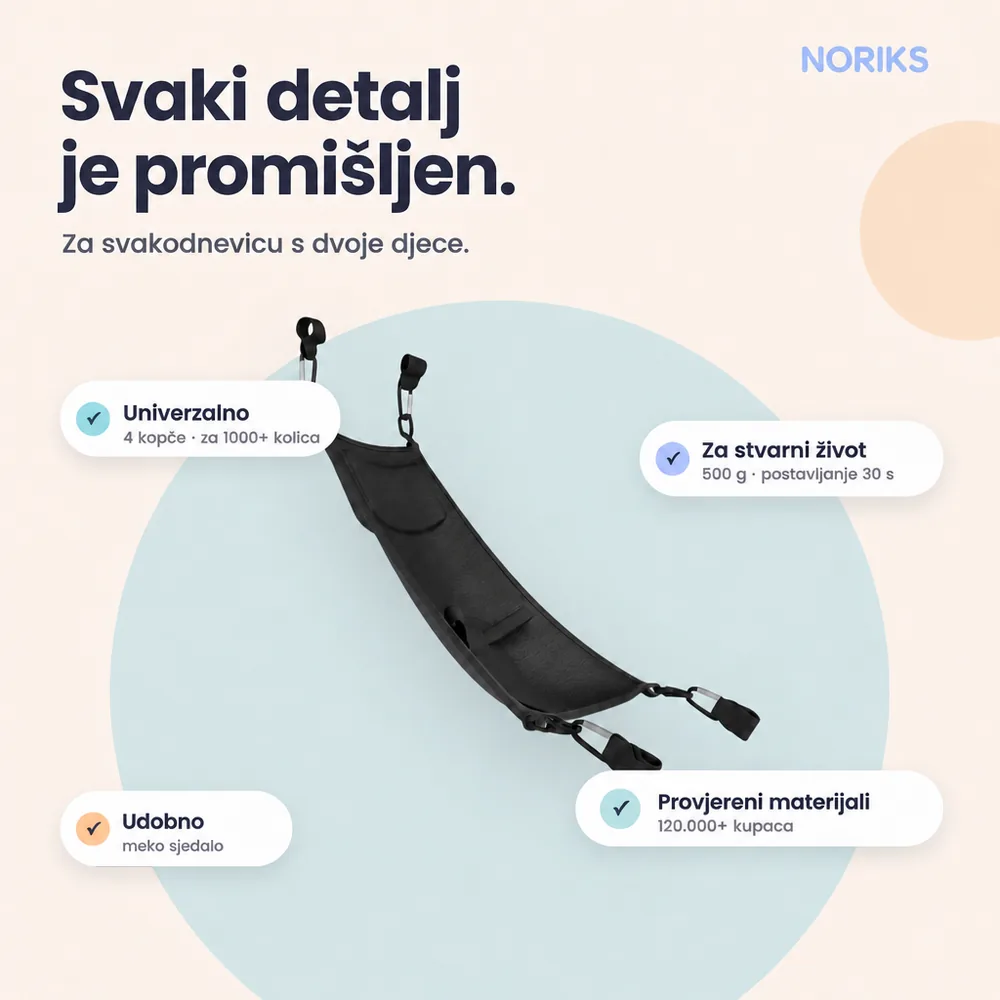 NORIKS
Svaki detalj
je promišljen.
Za svakodnevicu s dvoje djece.
Univerzalno
4 kopče · za 1000+ kolica
Za stvarni život
500 g · postavljanje 30 s
Udobno
meko sjedalo
Provjereni materijali
120.000+ kupaca